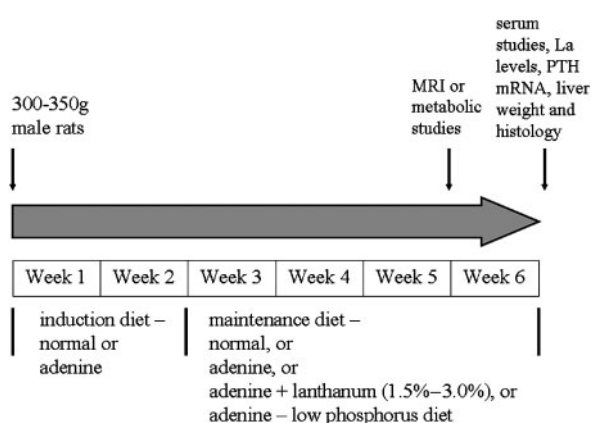 300-350g
male rats
MRI or
metabolic
studies
serum
studies, La
levels, PTH
mRNA, liver
weight and
histology
Week 1
Week 2
Week 3
Week 4
Week 5
Week 6
induction diet –
normal or
adenine
maintenance diet –
normal, or
adenine, or
adenine + lanthanum (1.5%–3.0%), or
adenine – low phosphorus diet